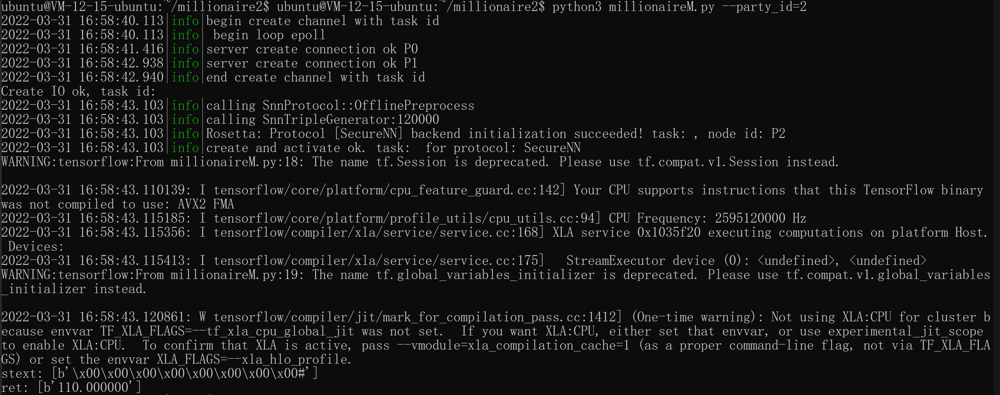 ubuntu@VM-12-15-ubuntu:~/millionaire2$ ubuntu@VM-12-15-ubuntu:~/millionaire2$ python3 millionaireM.py --party_id=2
2022-03-31 16:58:40.113|info|begin create channel with task id
2022-03-31 16:58:40.113|info| begin loop epoll
2022-03-31 16:58:41.416|info|server create connection ok P0
2022-03-31 16:58:42.938|info|server create connection ok P1
2022-03-31 16:58:42.940|info|end create channel with task id
Create IO ok, task id:
2022-03-31 16:58:43.103|info|calling SnnProtocol::OfflinePreprocess
2022-03-31 16:58:43.103|info|calling SnnTripleGenerator:120000
2022-03-31 16:58:43.103|info|Rosetta: Protocol [SecureNN] backend initialization succeeded! task: , node id: P2
2022-03-31 16:58:43.103|info|create and activate ok. task:  for protocol: SecureNN
WARNING:tensorflow:From millionaireM.py:18: The name tf.Session is deprecated. Please use tf.compat.v1.Session instead.

2022-03-31 16:58:43.110139: I tensorflow/core/platform/cpu_feature_guard.cc:142] Your CPU supports instructions that this TensorFlow binary
was not compiled to use: AVX2 FMA
2022-03-31 16:58:43.115185: I tensorflow/core/platform/profile_utils/cpu_utils.cc:94] CPU Frequency: 2595120000 Hz
2022-03-31 16:58:43.115356: I tensorflow/compiler/xla/service/service.cc:168] XLA service 0x1035f20 executing computations on platform Host.
 Devices:
2022-03-31 16:58:43.115413: I tensorflow/compiler/xla/service/service.cc:175]   StreamExecutor device (0): <undefined>, <undefined>
WARNING:tensorflow:From millionaireM.py:19: The name tf.global_variables_initializer is deprecated. Please use tf.compat.v1.global_variables
_initializer instead.

2022-03-31 16:58:43.120861: W tensorflow/compiler/jit/mark_for_compilation_pass.cc:1412] (One-time warning): Not using XLA:CPU for cluster b
ecause envvar TF_XLA_FLAGS=--tf_xla_cpu_global_jit was not set.  If you want XLA:CPU, either set that envvar, or use experimental_jit_scope
to enable XLA:CPU.  To confirm that XLA is active, pass --vmodule=xla_compilation_cache=1 (as a proper command-line flag, not via TF_XLA_FLA
GS) or set the envvar XLA_FLAGS=--xla_hlo_profile.
stext: [b'\x00\x00\x00\x00\x00\x00\x00\x00#']
ret: [b'110.000000']